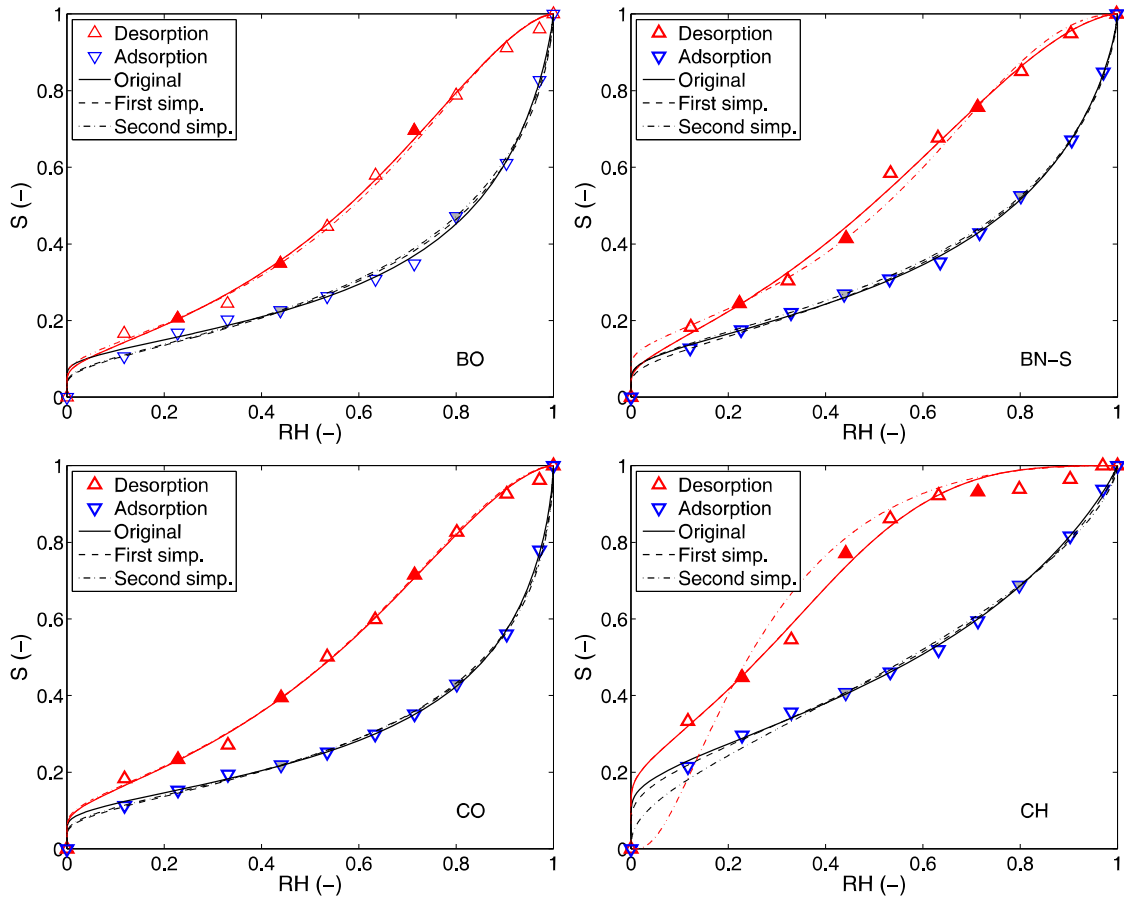 1
0.8
0.6
0.4
0.2
0
S (-)
0 0.2 0.4 0.6 0.8 1
RH (-)
Desorption
Adsorption
Original
First simp.
Second simp.
BO
1
0.8
0.6
0.4
0.2
0
S (-)
0 0.2 0.4 0.6 0.8 1
RH (-)
Desorption
Adsorption
Original
First simp.
Second simp.
BN-S
1
0.8
0.6
0.4
0.2
0
S (-)
0 0.2 0.4 0.6 0.8 1
RH (-)
Desorption
Adsorption
Original
First simp.
Second simp.
CO
1
0.8
0.6
0.4
0.2
0
S (-)
0 0.2 0.4 0.6 0.8 1
RH (-)
Desorption
Adsorption
Original
First simp.
Second simp.
CH